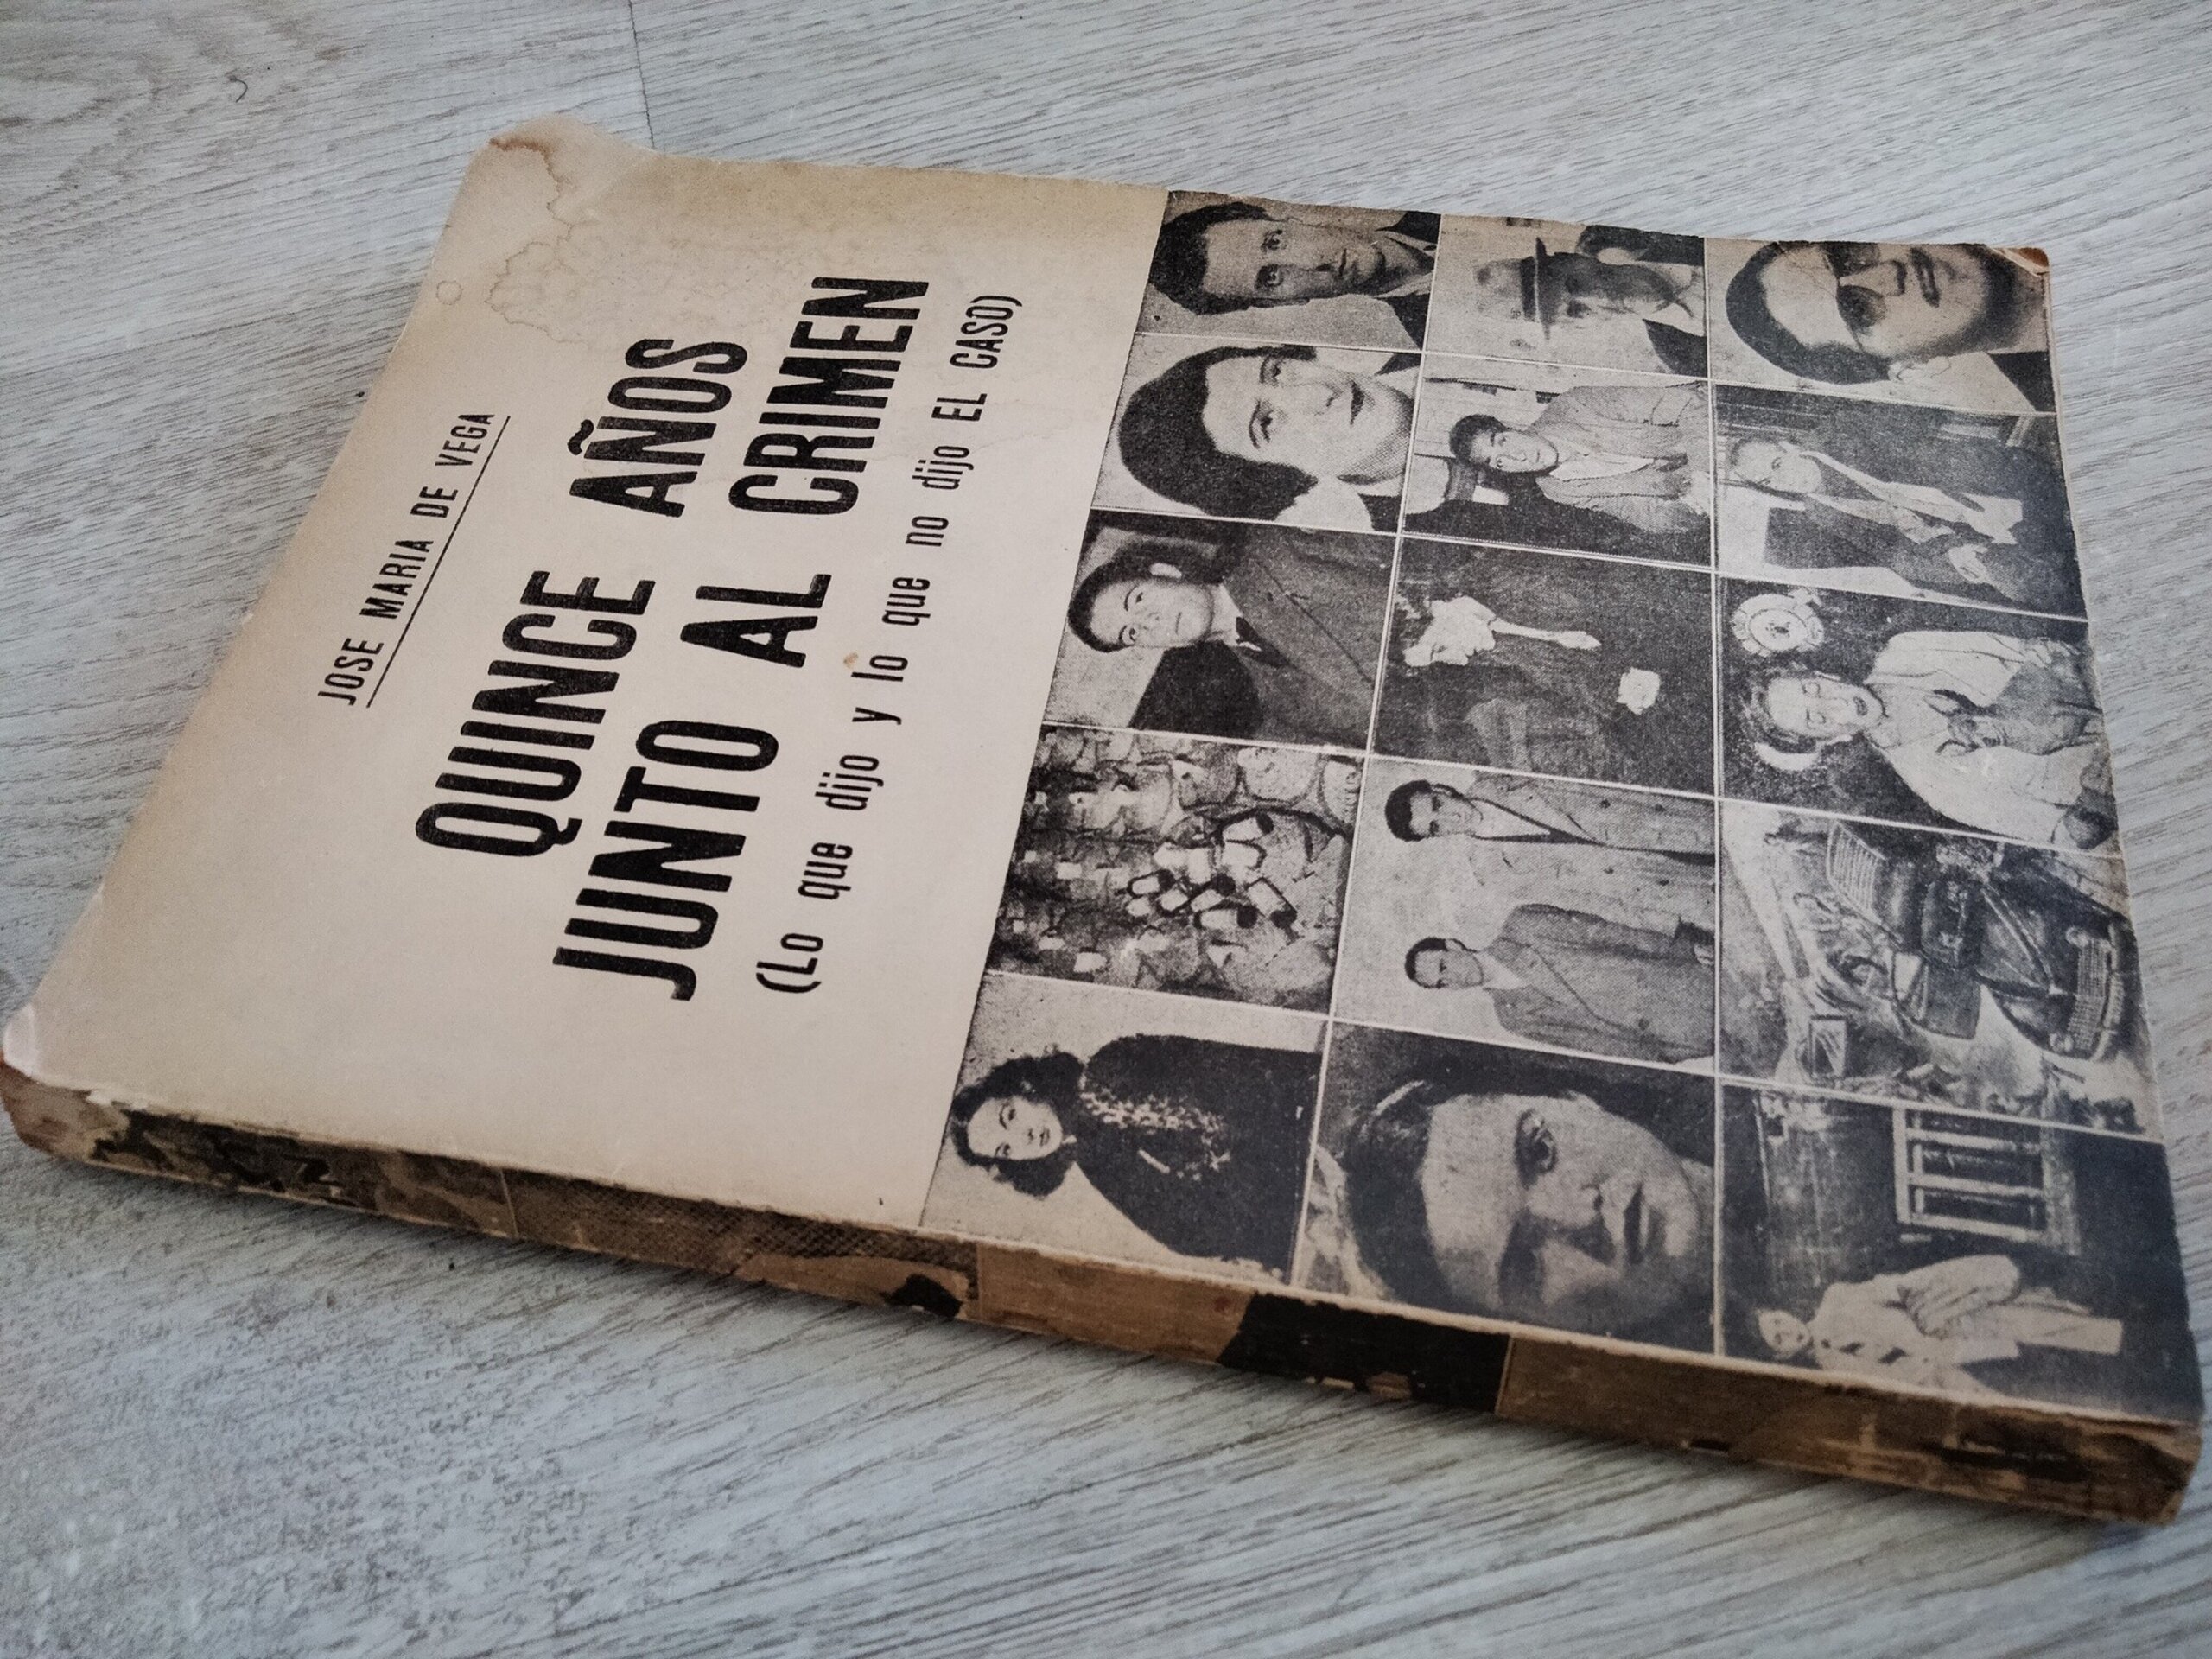 JOSE MARIA DE VEGA
QUINCE AÑOS
JUNTO AL CRIMEN
(Lo que dijo y lo que no dijo EL CASO)